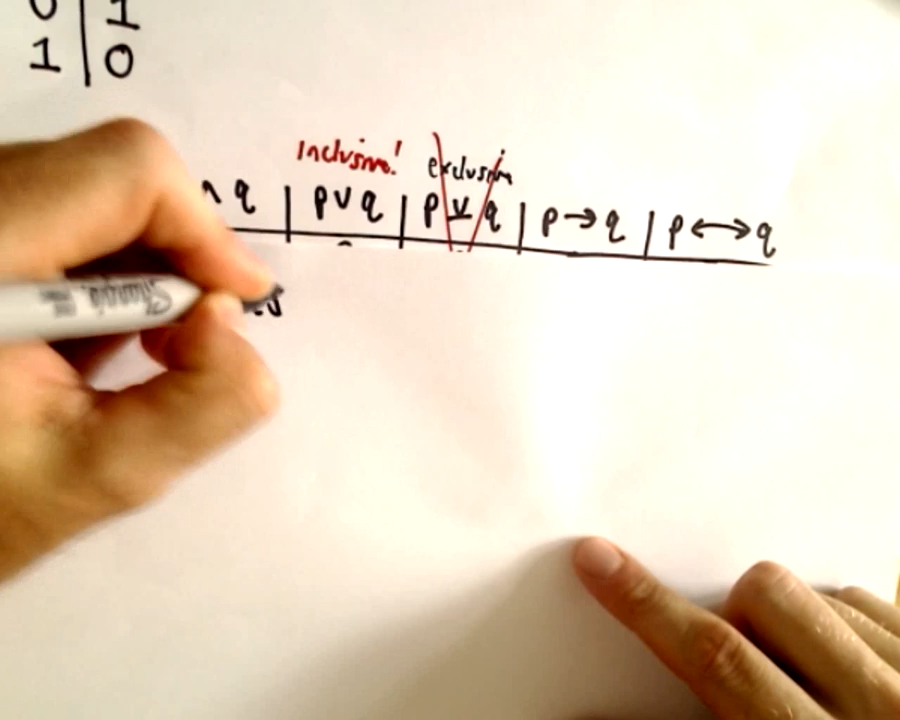 0 | 1
1 | 0
Inclusive! exclusive
∧ q | p ∨ q | p ⊻ q | p → q | p ↔ q